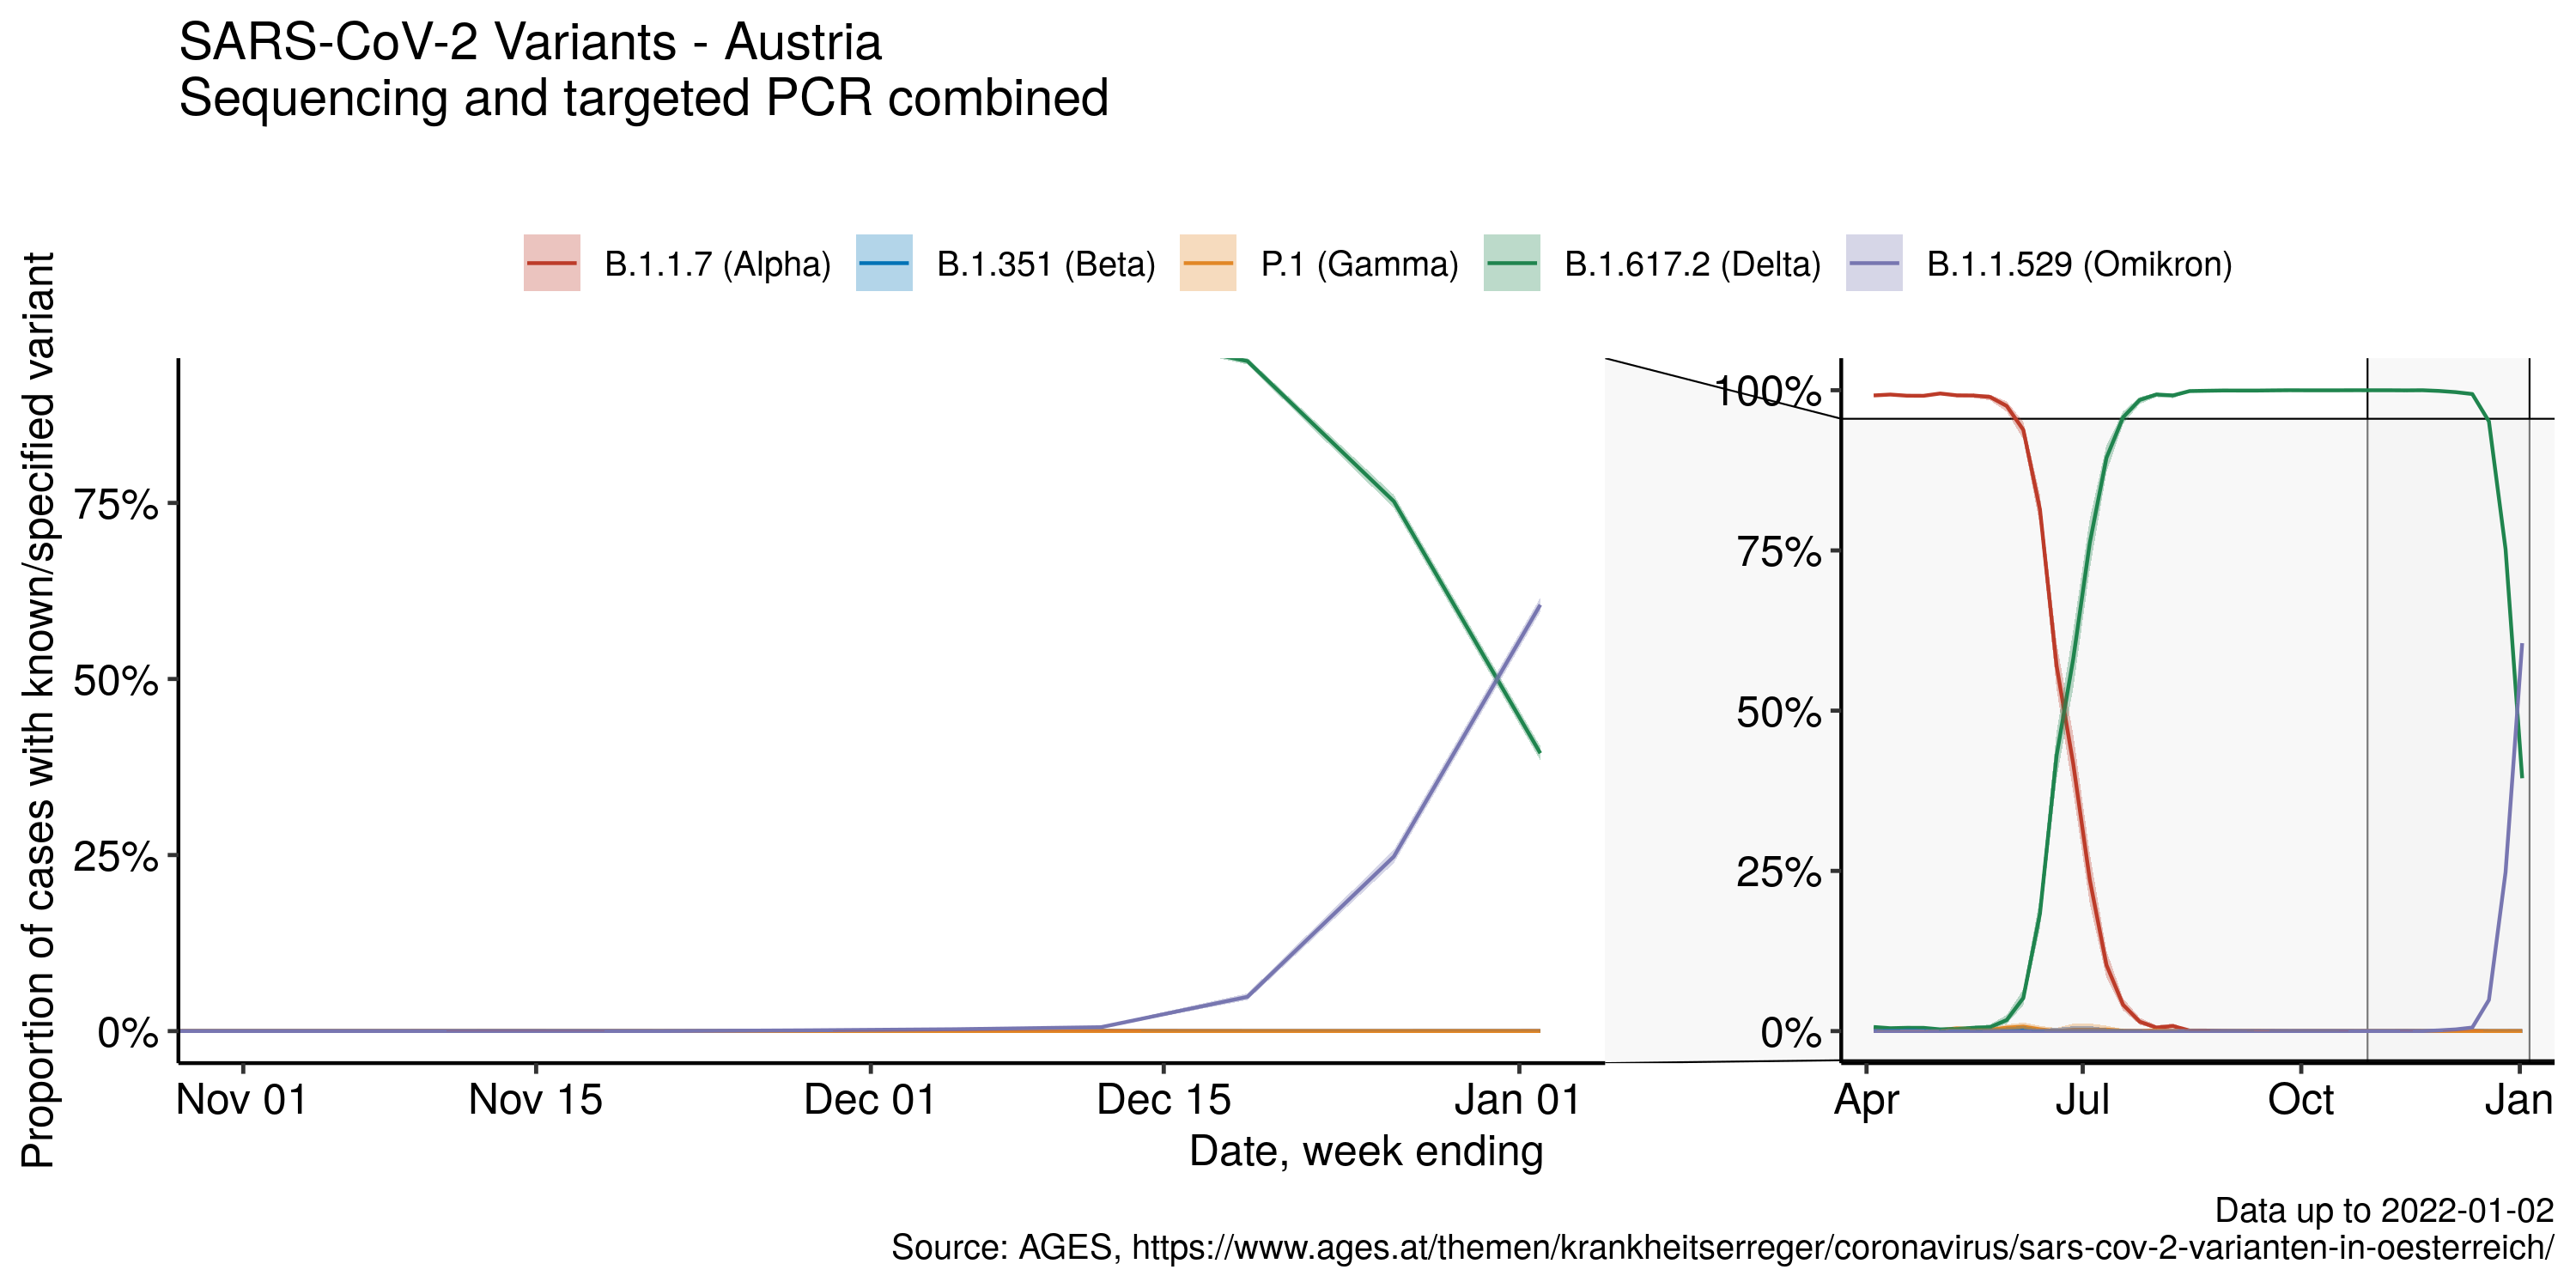 SARS-CoV-2 Variants - Austria
Sequencing and targeted PCR combined
B.1.1.7 (Alpha) B.1.351 (Beta) P.1 (Gamma) B.1.617.2 (Delta) B.1.1.529 (Omikron)
Proportion of cases with known/specified variant
75%
50%
25%
0%
Nov 01 Nov 15 Dec 01 Dec 15 Jan 01
100%
75%
50%
25%
0%
Apr Jul Oct Jan
Date, week ending
Data up to 2022-01-02
Source: AGES, https://www.ages.at/themen/krankheitserreger/coronavirus/sars-cov-2-varianten-in-oesterreich/